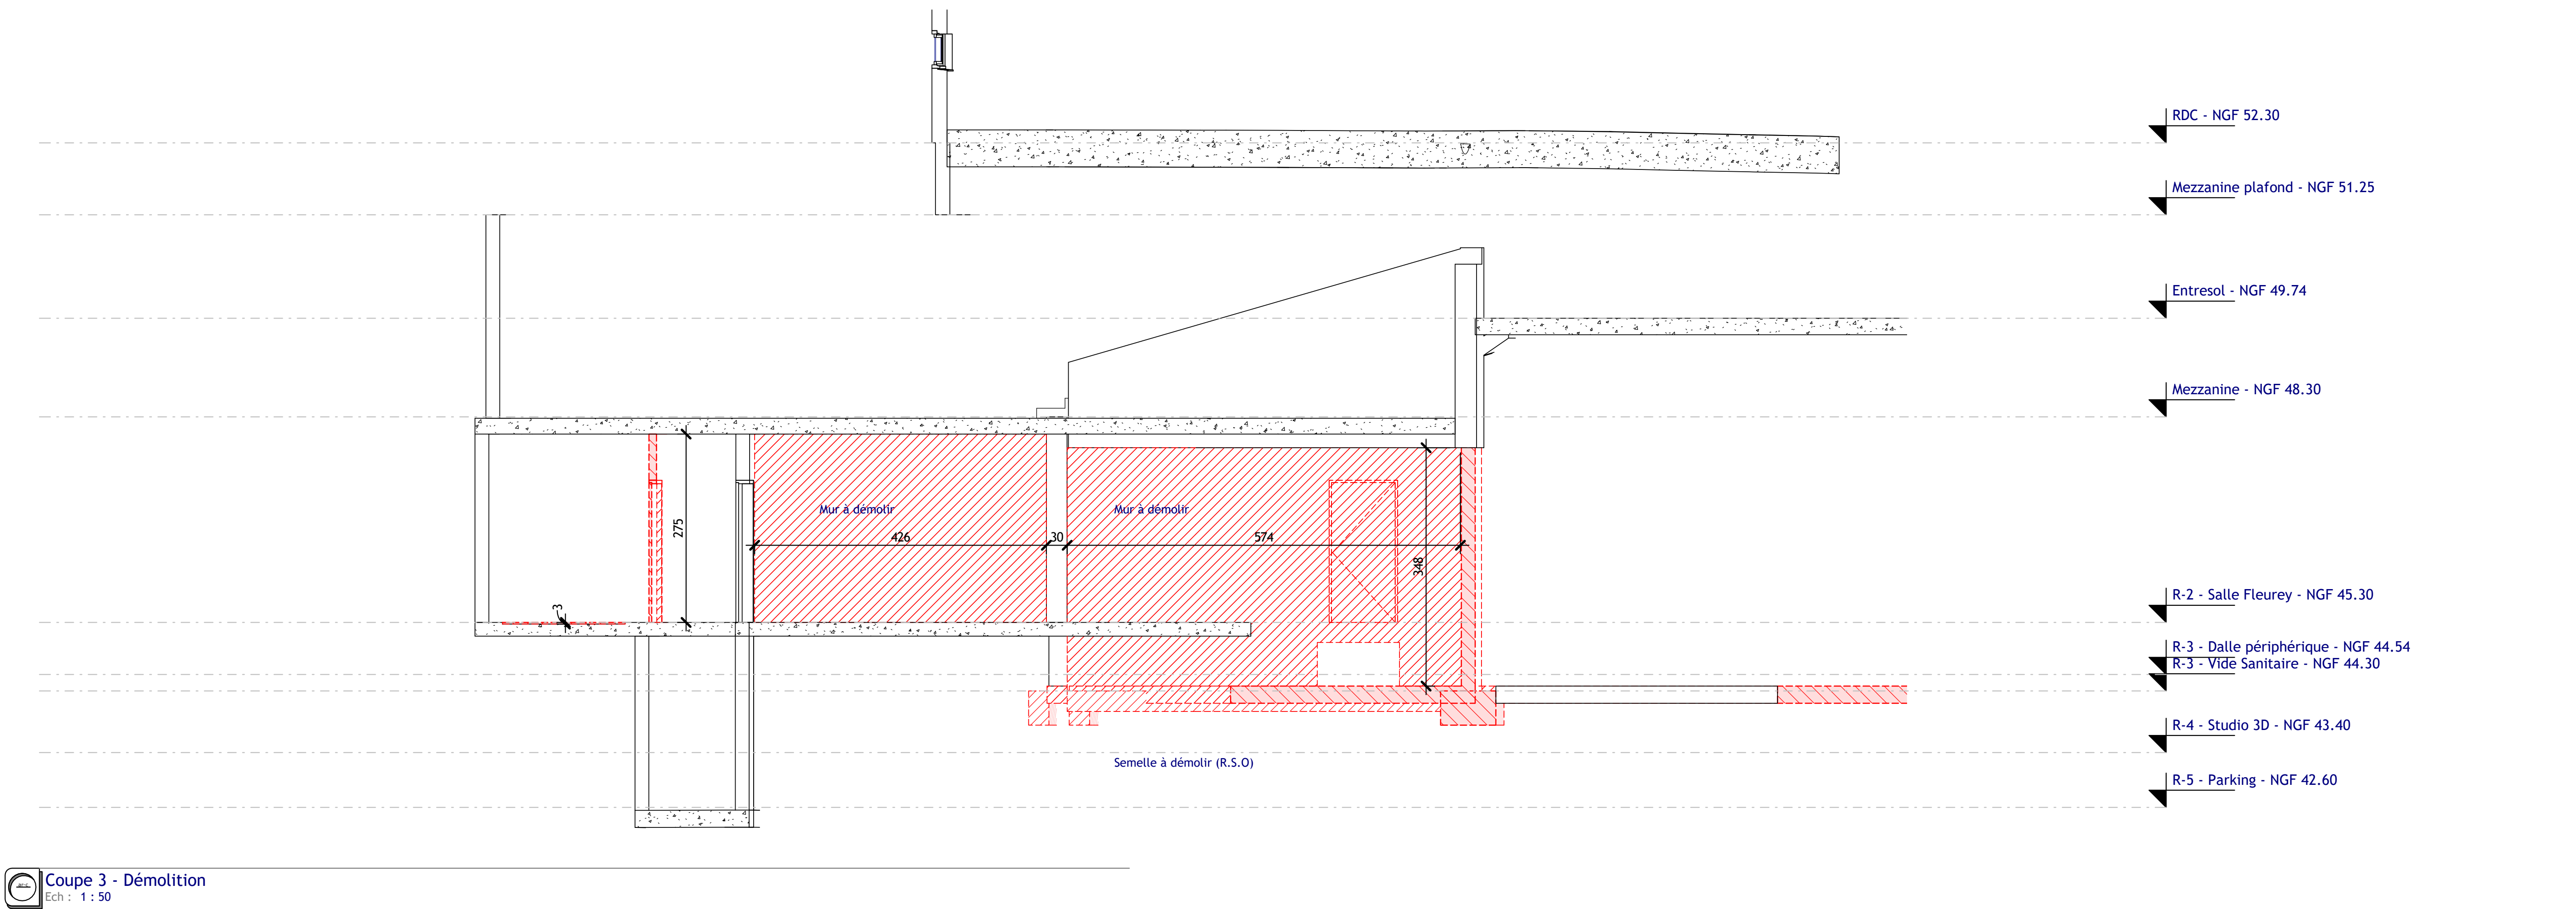 RDC - NGF 52.30
Mezzanine plafond - NGF 51.25
Entresol - NGF 49.74
Mezzanine - NGF 48.30
Mur à démolir
Mur à démolir
275
426
30
574
348
3
R-2 - Salle Fleurey - NGF 45.30
R-3 - Dalle périphérique - NGF 44.54
R-3 - Vide Sanitaire - NGF 44.30
R-4 - Studio 3D - NGF 43.40
Semelle à démolir (R.S.O)
R-5 - Parking - NGF 42.60
Coupe 3 - Démolition
Ech : 1 : 50